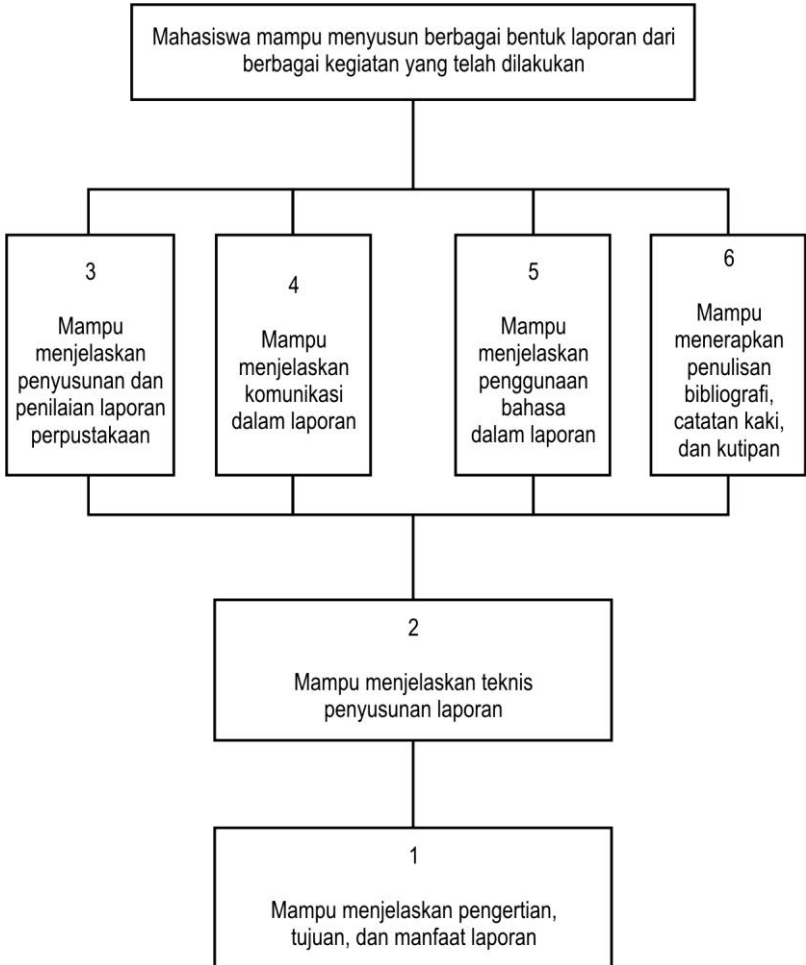 Mahasiswa mampu menyusun berbagai bentuk laporan dari
berbagai kegiatan yang telah dilakukan
3
Mampu
menjelaskan
penyusunan dan
penilaian laporan
perpustakaan
4
Mampu
menjelaskan
komunikasi
dalam laporan
5
Mampu
menjelaskan
penggunaan
bahasa
dalam laporan
6
Mampu
menerapkan
penulisan
bibliografi,
catatan kaki,
dan kutipan
2
Mampu menjelaskan teknis
penyusunan laporan
1
Mampu menjelaskan pengertian,
tujuan, dan manfaat laporan